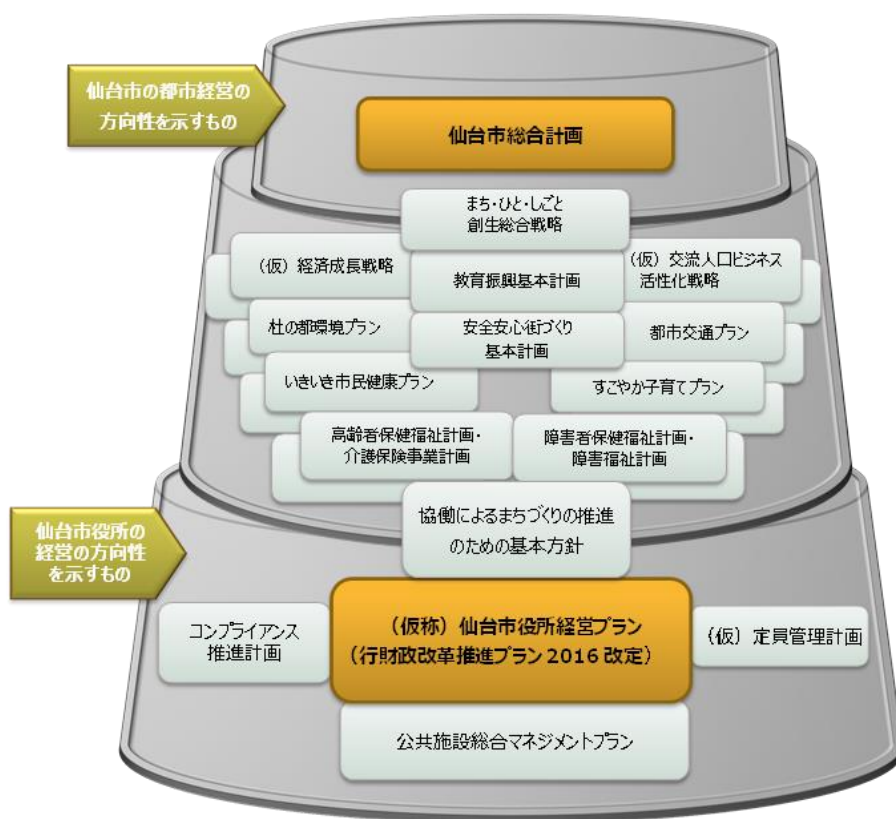 仙台市の都市経営の
方向性を示すもの
仙台市総合計画
まち・ひと・しごと
創生総合戦略
(仮)経済成長戦略
教育振興基本計画
(仮)交流人口ビジネス
活性化戦略
杜の都環境プラン
安全安心街づくり
基本計画
都市交通プラン
いきいき市民健康プラン
すこやか子育てプラン
高齢者保健福祉計画・
介護保険事業計画
障害者保健福祉計画・
障害福祉計画
仙台市役所の
経営の方向性
を示すもの
協働によるまちづくりの推進
のための基本方針
コンプライアンス
推進計画
(仮称)仙台市役所経営プラン
(行財政改革推進プラン2016改定)
(仮)定員管理計画
公共施設総合マネジメントプラン